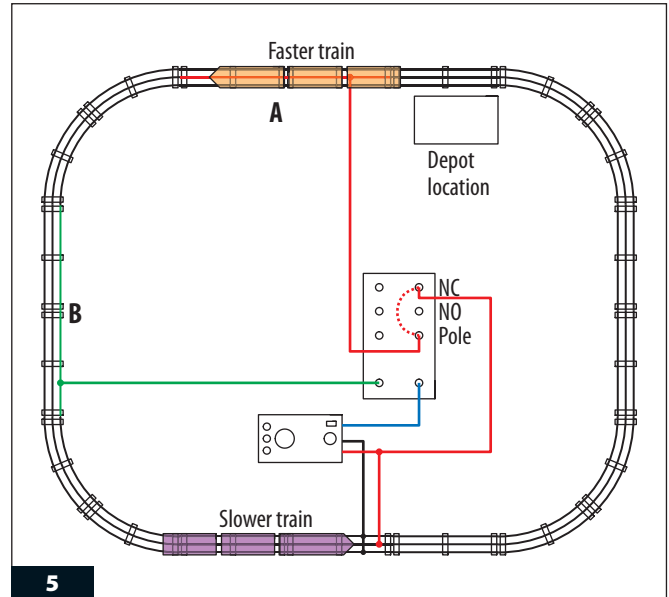 Faster train
A
Depot
location
NC
NO
Pole
B
Slower train
5